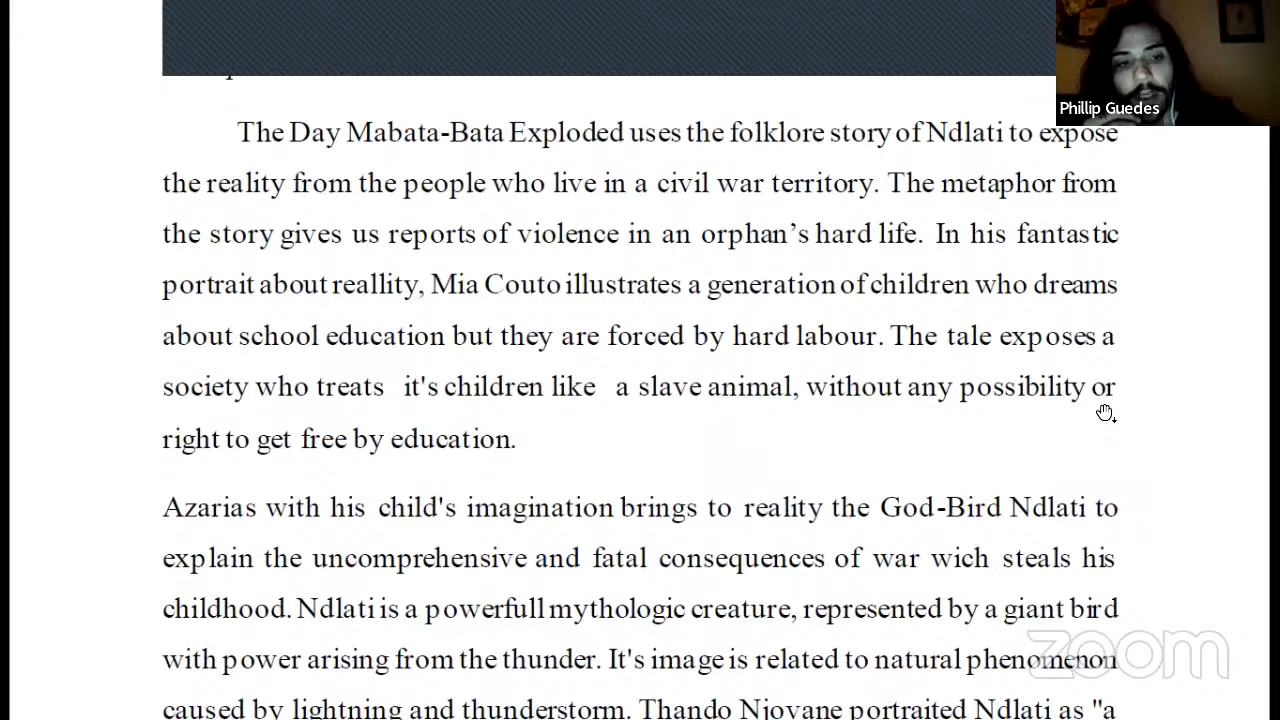 Phillip Guedes
The Day Mabata-Bata Exploded uses the folklore story of Ndlati to expose
the reality from the people who live in a civil war territory. The metaphor from
the story gives us reports of violence in an orphan’s hard life. In his fantastic
portrait about reallity, Mia Couto illustrates a generation of children who dreams
about school education but they are forced by hard labour. The tale exposes a
society who treats it's children like a slave animal, without any possibility or
right to get free by education.
Azarias with his child's imagination brings to reality the God-Bird Ndlati to
explain the uncomprehensive and fatal consequences of war wich steals his
childhood. Ndlati is a powerfull mythologic creature, represented by a giant bird
with power arising from the thunder. It's image is related to natural phenomenon
caused by lightning and thunderstorm. Thando Njovane portraited Ndlati as "a
zoom